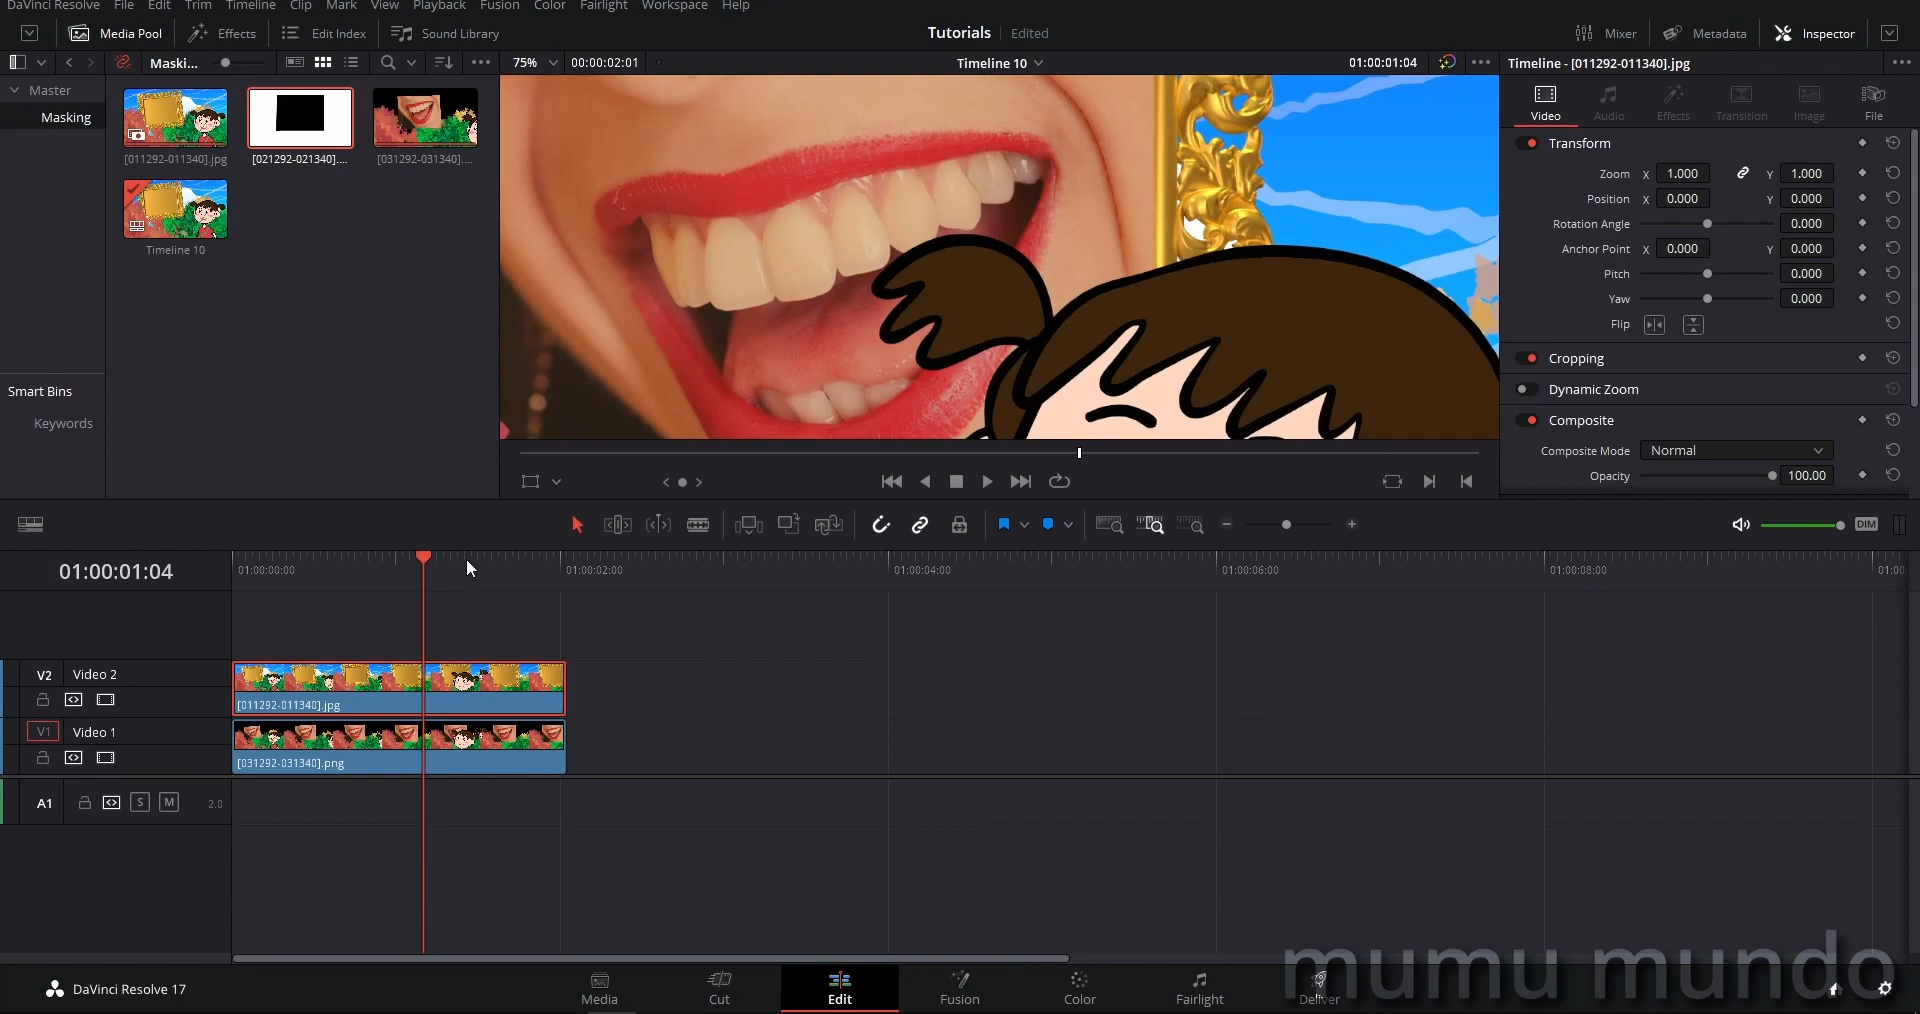 DaVinci Resolve File Edit Trim Timeline Clip Mark View Playback Fusion Color Fairlight Workspace Help
Media Pool Effects Edit Index Sound Library Tutorials Edited Mixer Metadata Inspector
Maski... 75% 00:00:02:01 Timeline 10 01:00:01:04 Timeline - [011292-011340].jpg
Master
Masking
[011292-011340].jpg [021292-021340].... [031292-031340]....
Timeline 10
Smart Bins
Keywords
Video Audio Effects Transition Image File
Transform
Zoom X 1.000 Y 1.000
Position X 0.000 Y 0.000
Rotation Angle 0.000
Anchor Point X 0.000 Y 0.000
Pitch 0.000
Yaw 0.000
Flip
Cropping
Dynamic Zoom
Composite
Composite Mode Normal
Opacity 100.00
DIM
01:00:01:04 01:00:00:00 01:00:02:00 01:00:04:00 01:00:06:00 01:00:08:00 01:00
V2 Video 2
[011292-011340].jpg
V1 Video 1
[031292-031340].png
A1 S M 2.0
mumu mundo
DaVinci Resolve 17 Media Cut Edit Fusion Color Fairlight Deliver